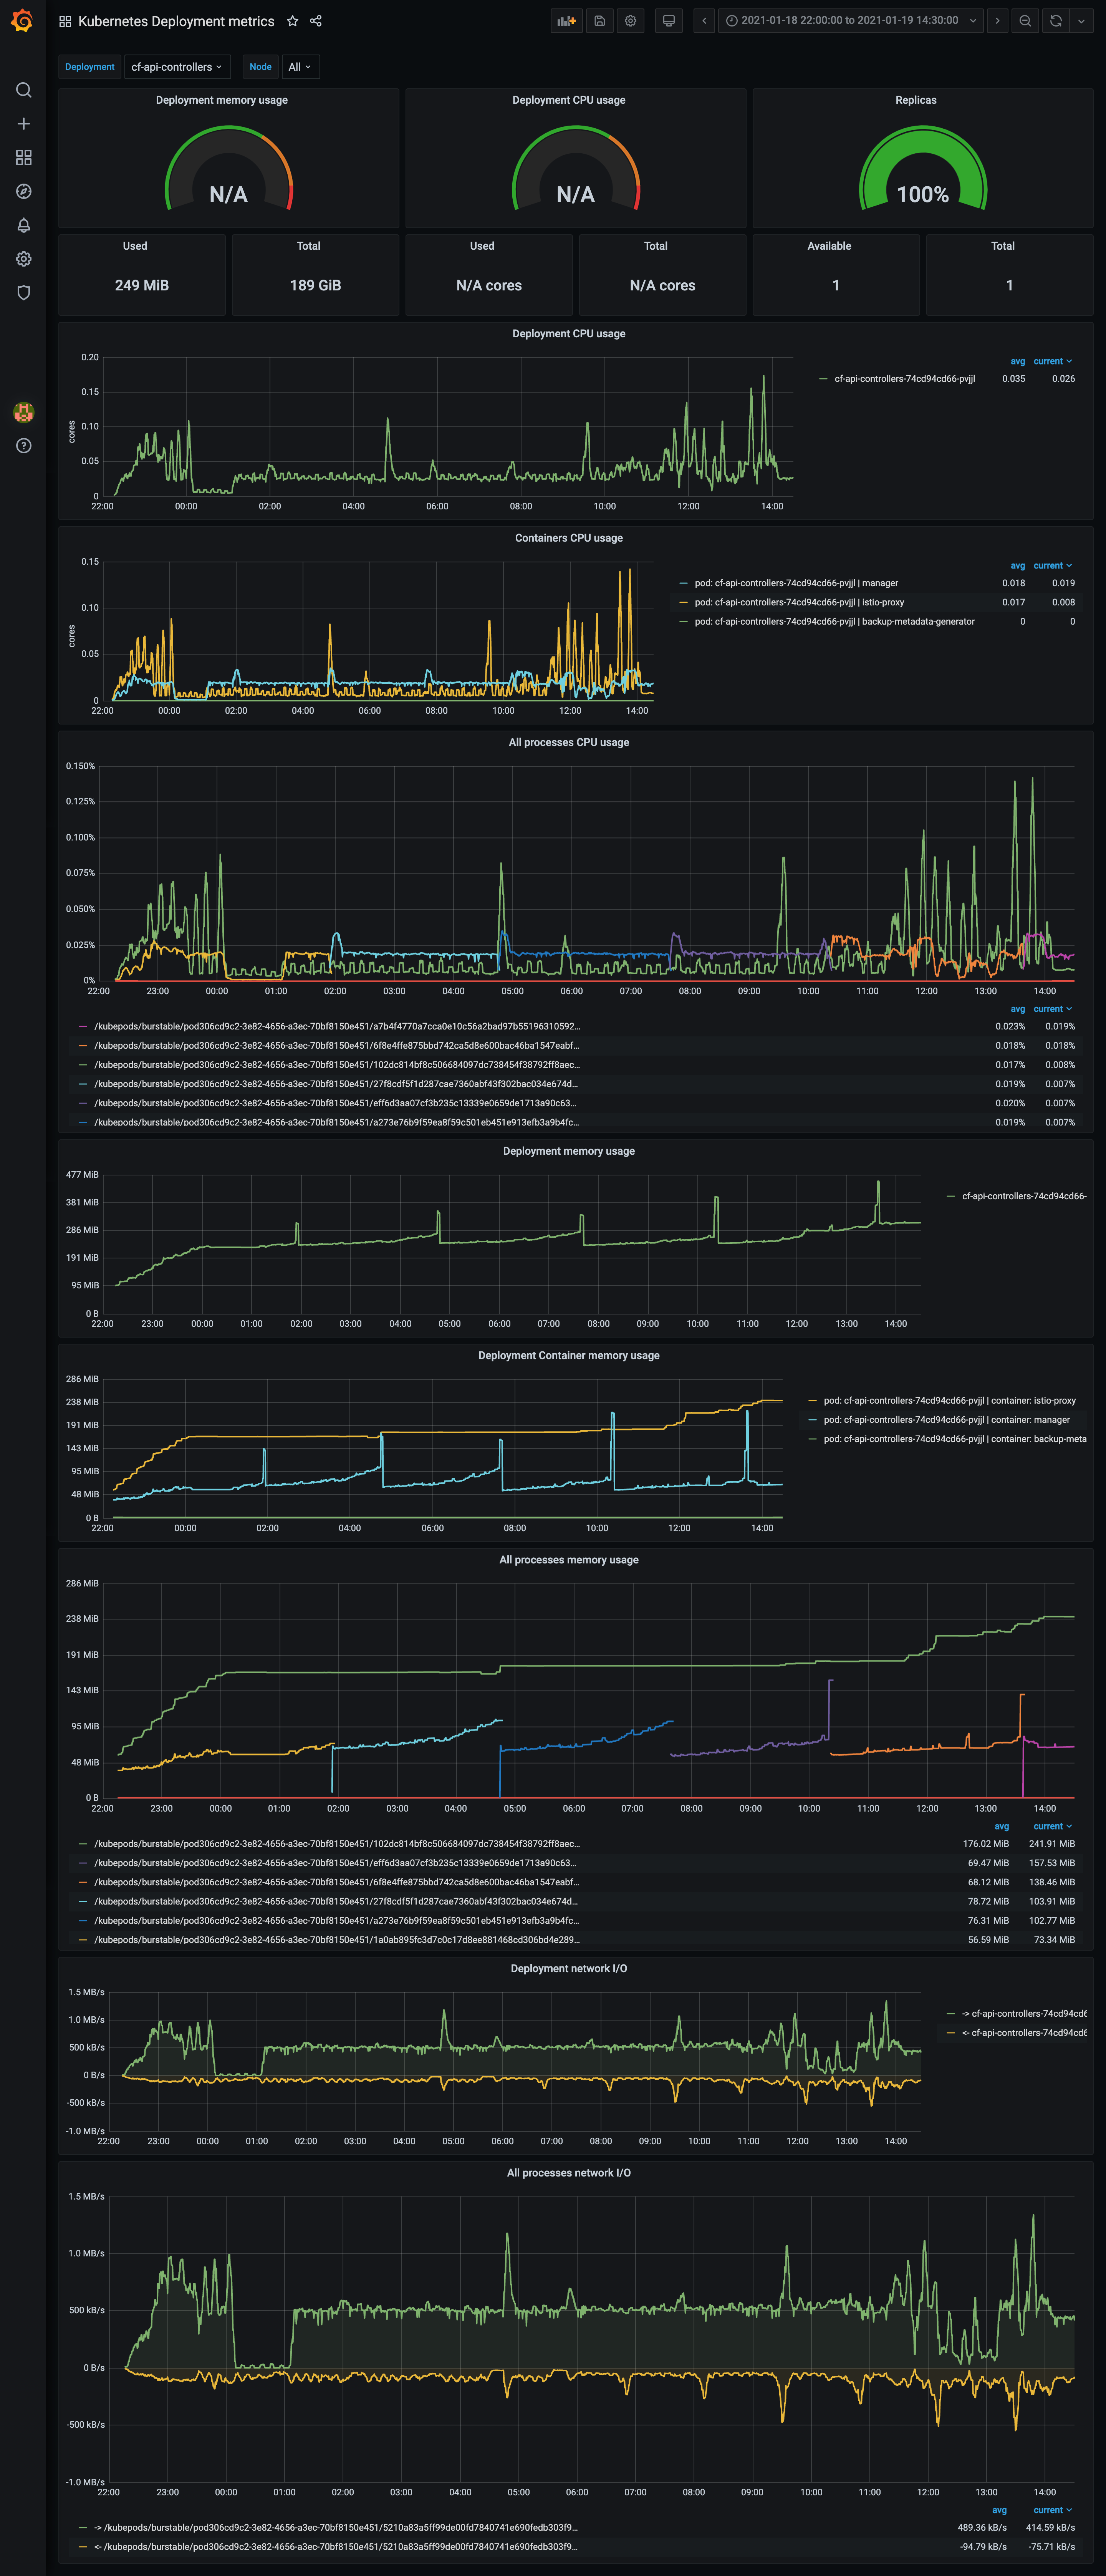 Kubernetes Deployment metrics
2021-01-18 22:00:00 to 2021-01-19 14:30:00
Deployment cf-api-controllers Node All
Deployment memory usage
N/A
Deployment CPU usage
N/A
Replicas
100%
Used
249 MiB
Total
189 GiB
Used
N/A cores
Total
N/A cores
Available
1
Total
1
Deployment CPU usage
cores
0.20
0.15
0.10
0.05
0
22:00 00:00 02:00 04:00 06:00 08:00 10:00 12:00 14:00
avg current
cf-api-controllers-74cd94cd66-pvjjl 0.035 0.026
Containers CPU usage
cores
0.15
0.10
0.05
0
22:00 00:00 02:00 04:00 06:00 08:00 10:00 12:00 14:00
avg current
pod: cf-api-controllers-74cd94cd66-pvjjl | manager 0.018 0.019
pod: cf-api-controllers-74cd94cd66-pvjjl | istio-proxy 0.017 0.008
pod: cf-api-controllers-74cd94cd66-pvjjl | backup-metadata-generator 0 0
All processes CPU usage
0.150%
0.125%
0.100%
0.075%
0.050%
0.025%
0%
22:00 23:00 00:00 01:00 02:00 03:00 04:00 05:00 06:00 07:00 08:00 09:00 10:00 11:00 12:00 13:00 14:00
avg current
/kubepods/burstable/pod306cd9c2-3e82-4656-a3ec-70bf8150e451/a7b4f4770a7cca0e10c56a2bad97b55196310592... 0.023% 0.019%
/kubepods/burstable/pod306cd9c2-3e82-4656-a3ec-70bf8150e451/6f8e4ffe875bbd742ca5d8e600bac46ba1547eabf... 0.018% 0.018%
/kubepods/burstable/pod306cd9c2-3e82-4656-a3ec-70bf8150e451/102dc814bf8c506684097dc738454f38792ff8aec... 0.017% 0.008%
/kubepods/burstable/pod306cd9c2-3e82-4656-a3ec-70bf8150e451/27f8cdf5f1d287cae7360abf43f302bac034e674d... 0.019% 0.007%
/kubepods/burstable/pod306cd9c2-3e82-4656-a3ec-70bf8150e451/eff6d3aa07cf3b235c13339e0659de1713a90c63... 0.020% 0.007%
/kubepods/burstable/pod306cd9c2-3e82-4656-a3ec-70bf8150e451/a273e76b9f59ea8f59c501eb451e913efb3a9b4fc... 0.019% 0.007%
Deployment memory usage
477 MiB
381 MiB
286 MiB
191 MiB
95 MiB
0 B
22:00 23:00 00:00 01:00 02:00 03:00 04:00 05:00 06:00 07:00 08:00 09:00 10:00 11:00 12:00 13:00 14:00
cf-api-controllers-74cd94cd66-
Deployment Container memory usage
286 MiB
238 MiB
191 MiB
143 MiB
95 MiB
48 MiB
0 B
22:00 00:00 02:00 04:00 06:00 08:00 10:00 12:00 14:00
pod: cf-api-controllers-74cd94cd66-pvjjl | container: istio-proxy
pod: cf-api-controllers-74cd94cd66-pvjjl | container: manager
pod: cf-api-controllers-74cd94cd66-pvjjl | container: backup-meta
All processes memory usage
286 MiB
238 MiB
191 MiB
143 MiB
95 MiB
48 MiB
0 B
22:00 23:00 00:00 01:00 02:00 03:00 04:00 05:00 06:00 07:00 08:00 09:00 10:00 11:00 12:00 13:00 14:00
avg current
/kubepods/burstable/pod306cd9c2-3e82-4656-a3ec-70bf8150e451/102dc814bf8c506684097dc738454f38792ff8aec... 176.02 MiB 241.91 MiB
/kubepods/burstable/pod306cd9c2-3e82-4656-a3ec-70bf8150e451/eff6d3aa07cf3b235c13339e0659de1713a90c63... 69.47 MiB 157.53 MiB
/kubepods/burstable/pod306cd9c2-3e82-4656-a3ec-70bf8150e451/6f8e4ffe875bbd742ca5d8e600bac46ba1547eabf... 68.12 MiB 138.46 MiB
/kubepods/burstable/pod306cd9c2-3e82-4656-a3ec-70bf8150e451/27f8cdf5f1d287cae7360abf43f302bac034e674d... 78.72 MiB 103.91 MiB
/kubepods/burstable/pod306cd9c2-3e82-4656-a3ec-70bf8150e451/a273e76b9f59ea8f59c501eb451e913efb3a9b4fc... 76.31 MiB 102.77 MiB
/kubepods/burstable/pod306cd9c2-3e82-4656-a3ec-70bf8150e451/1a0ab895fc3d7c0c17d8ee881468cd306bd4e289... 56.59 MiB 73.34 MiB
Deployment network I/O
1.5 MB/s
1.0 MB/s
500 kB/s
0 B/s
-500 kB/s
-1.0 MB/s
22:00 23:00 00:00 01:00 02:00 03:00 04:00 05:00 06:00 07:00 08:00 09:00 10:00 11:00 12:00 13:00 14:00
-> cf-api-controllers-74cd94cd6
<- cf-api-controllers-74cd94cd6
All processes network I/O
1.5 MB/s
1.0 MB/s
500 kB/s
0 B/s
-500 kB/s
-1.0 MB/s
22:00 23:00 00:00 01:00 02:00 03:00 04:00 05:00 06:00 07:00 08:00 09:00 10:00 11:00 12:00 13:00 14:00
avg current
-> /kubepods/burstable/pod306cd9c2-3e82-4656-a3ec-70bf8150e451/5210a83a5ff99de00fd7840741e690fedb303f9... 489.36 kB/s 414.59 kB/s
<- /kubepods/burstable/pod306cd9c2-3e82-4656-a3ec-70bf8150e451/5210a83a5ff99de00fd7840741e690fedb303f9... -94.79 kB/s -75.71 kB/s